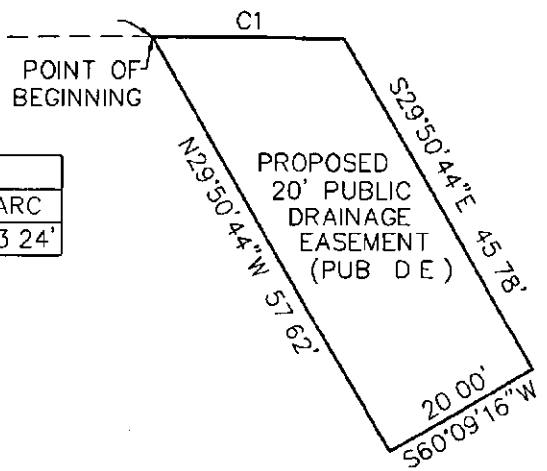 C1
POINT OF
BEGINNING
ARC
3 24'
S29°50'44"E 45 78'
N29°50'44"W 57 62'
PROPOSED
20' PUBLIC
DRAINAGE
EASEMENT
(PUB D E)
20 00'
S60°09'16"W